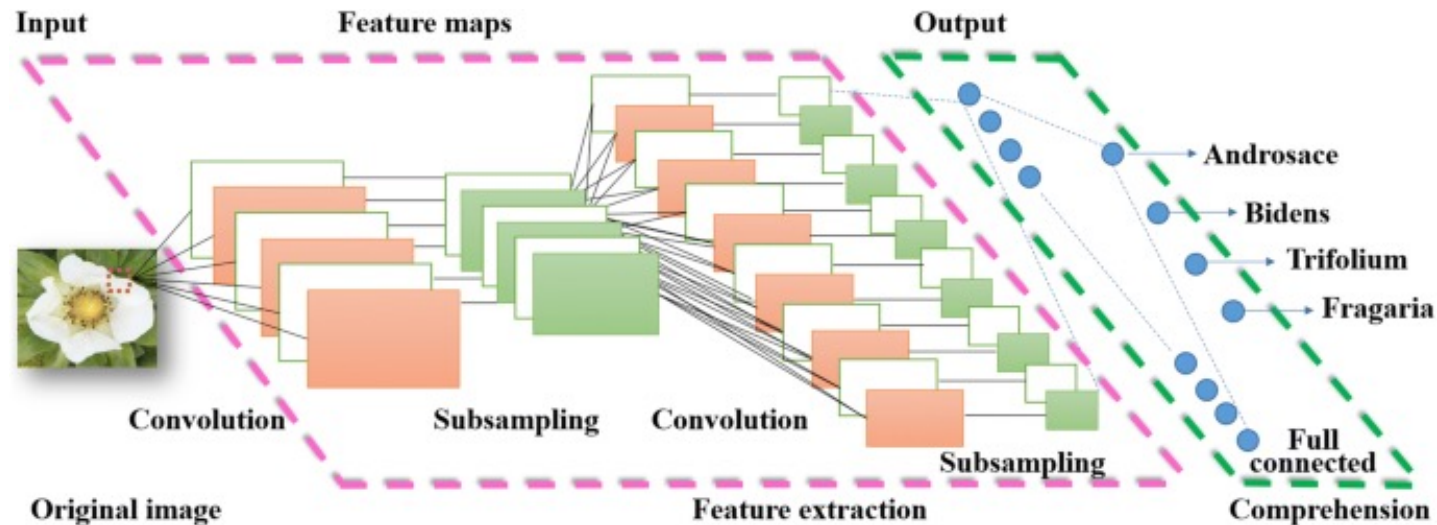 Input
Feature maps
Output
Androsace
Bidens
Trifolium
Fragaria
Convolution
Subsampling
Convolution
Subsampling
Full
connected
Original image
Feature extraction
Comprehension